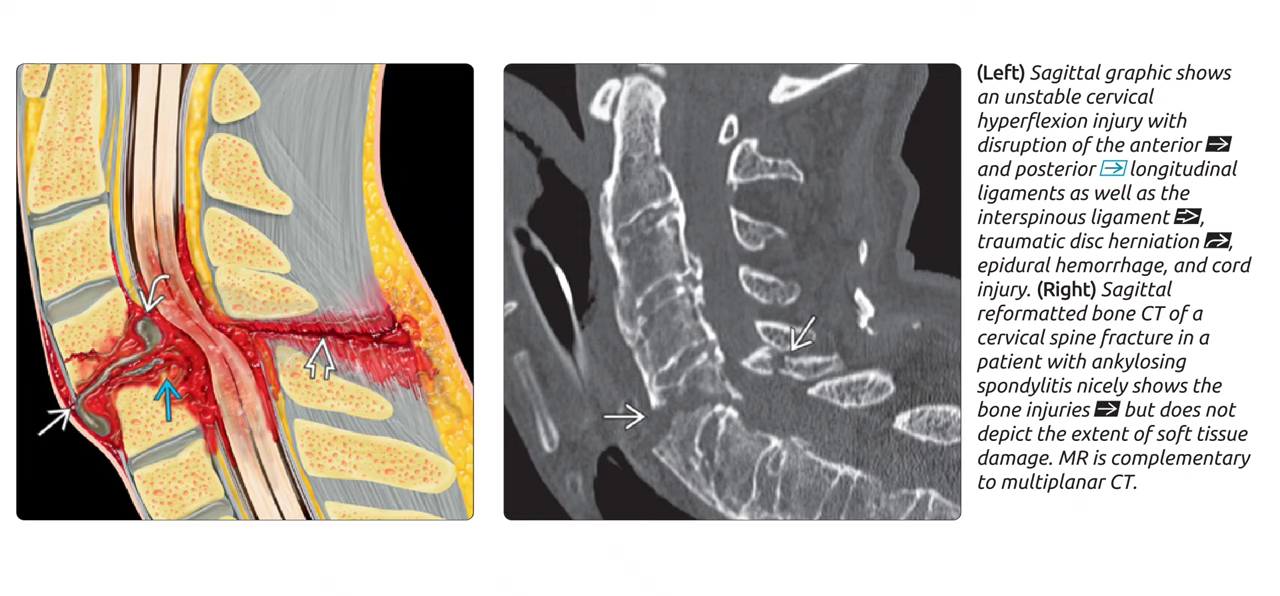 (Left) Sagittal graphic shows
an unstable cervical
hyperflexion injury with
disruption of the anterior
and posterior longitudinal
ligaments as well as the
interspinous ligament ,
traumatic disc herniation ,
epidural hemorrhage, and cord
injury. (Right) Sagittal
reformatted bone CT of a
cervical spine fracture in a
patient with ankylosing
spondylitis nicely shows the
bone injuries but does not
depict the extent of soft tissue
damage. MR is complementary
to multiplanar CT.